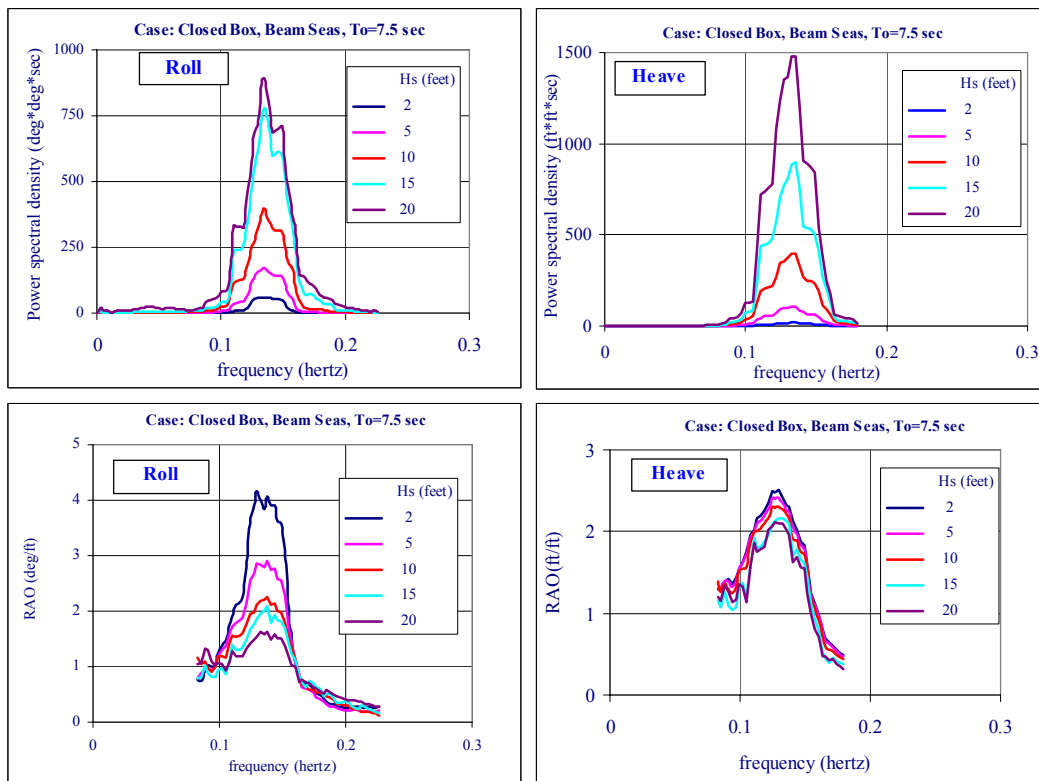 Case: Closed Box, Beam Seas, To=7.5 sec
Roll
Power spectral density (deg*deg*sec)
1000
750
500
250
0
0
0.1
0.2
0.3
frequency (hertz)
Hs (feet)
2
5
10
15
20
Case: Closed Box, Beam Seas, To=7.5 sec
Heave
Power spectral density (ft*ft*sec)
1500
1000
500
0
0
0.1
0.2
0.3
frequency (hertz)
Hs (feet)
2
5
10
15
20
Case: Closed Box, Beam Seas, To=7.5 sec
Roll
RAO (deg/ft)
5
4
3
2
1
0
0
0.1
0.2
0.3
frequency (hertz)
Hs (feet)
2
5
10
15
20
Case: Closed Box, Beam Seas, To=7.5 sec
Heave
RAO(ft/ft)
3
2
1
0
0
0.1
0.2
0.3
frequency (hertz)
Hs (feet)
2
5
10
15
20